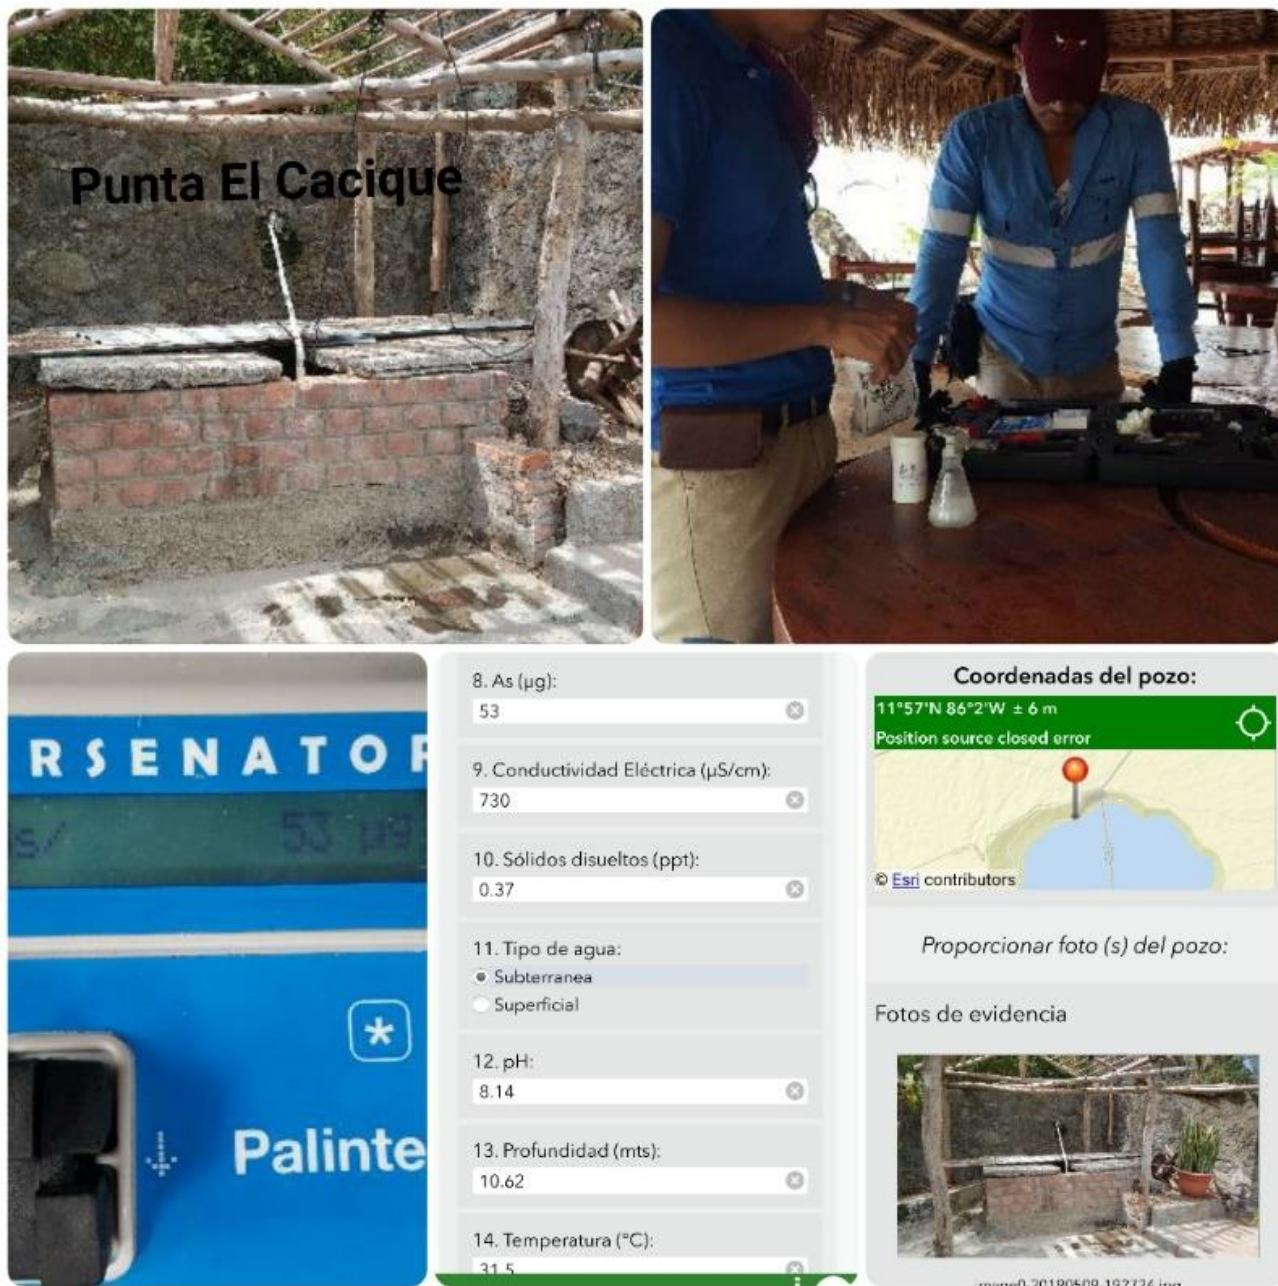 Punta El Cacique
RSENATOR
s/ 53 µg
*
Palinte
8. As (µg):
53
9. Conductividad Eléctrica (µS/cm):
730
10. Sólidos disueltos (ppt):
0.37
11. Tipo de agua:
Subterranea
Superficial
12. pH:
8.14
13. Profundidad (mts):
10.62
14. Temperatura (°C):
31.5
Coordenadas del pozo:
11°57'N 86°2'W ± 6 m
Position source closed error
© Esri contributors
Proporcionar foto (s) del pozo:
Fotos de evidencia